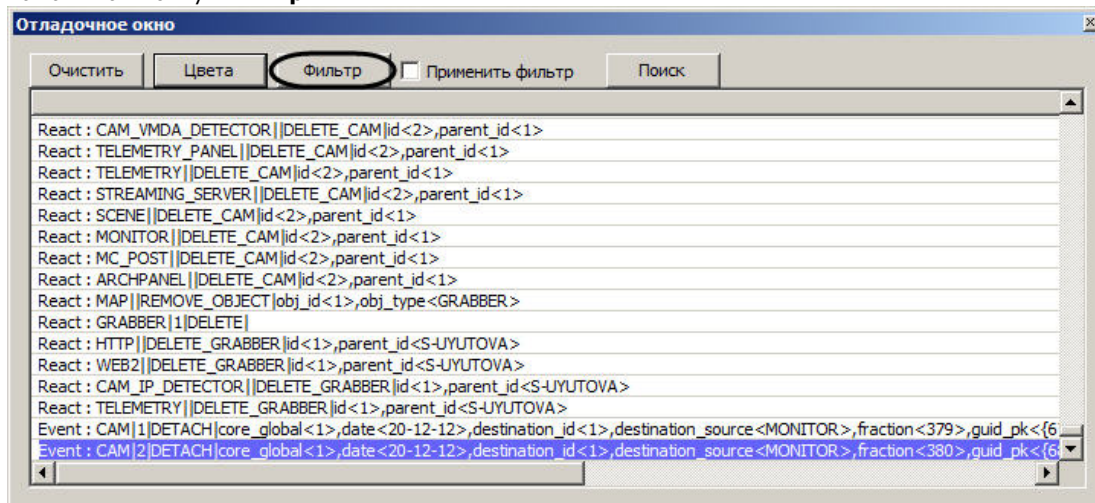 Отладочное окно
Очистить Цвета Фильтр Применить фильтр Поиск
React : CAM_VMDA_DETECTOR||DELETE_CAM|id<2>,parent_id<1>
React : TELEMETRY_PANEL||DELETE_CAM|id<2>,parent_id<1>
React : TELEMETRY||DELETE_CAM|id<2>,parent_id<1>
React : STREAMING_SERVER||DELETE_CAM|id<2>,parent_id<1>
React : SCENE||DELETE_CAM|id<2>,parent_id<1>
React : MONITOR||DELETE_CAM|id<2>,parent_id<1>
React : MC_POST||DELETE_CAM|id<2>,parent_id<1>
React : ARCHPANEL||DELETE_CAM|id<2>,parent_id<1>
React : MAP||REMOVE_OBJECT|obj_id<1>,obj_type<GRABBER>
React : GRABBER|1|DELETE|
React : HTTP||DELETE_GRABBER|id<1>,parent_id<S-UYUTOVA>
React : WEB2||DELETE_GRABBER|id<1>,parent_id<S-UYUTOVA>
React : CAM_IP_DETECTOR||DELETE_GRABBER|id<1>,parent_id<S-UYUTOVA>
React : TELEMETRY||DELETE_GRABBER|id<1>,parent_id<S-UYUTOVA>
Event : CAM|1|DETACH|core_global<1>,date<20-12-12>,destination_id<1>,destination_source<MONITOR>,fraction<379>,guid_pk<{6
Event : CAM|2|DETACH|core_global<1>,date<20-12-12>,destination_id<1>,destination_source<MONITOR>,fraction<380>,guid_pk<{6